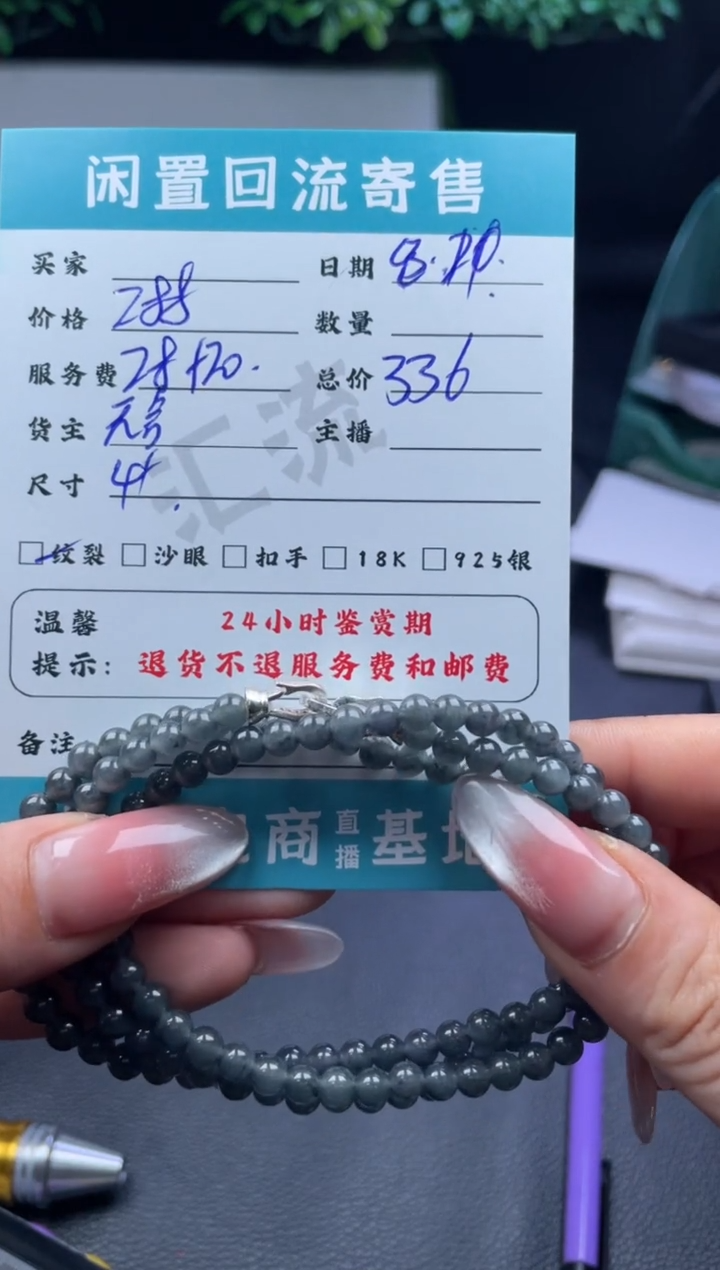 闲置回流寄售
买家 日期 8.20.
价格 288 数量
服务费 28+20. 总价 336
货主 主播
尺寸 4+
汇流
纹裂 沙眼 扣手 18K 925银
温馨 24小时鉴赏期
提示: 退货不退服务费和邮费
备注
商直播基地